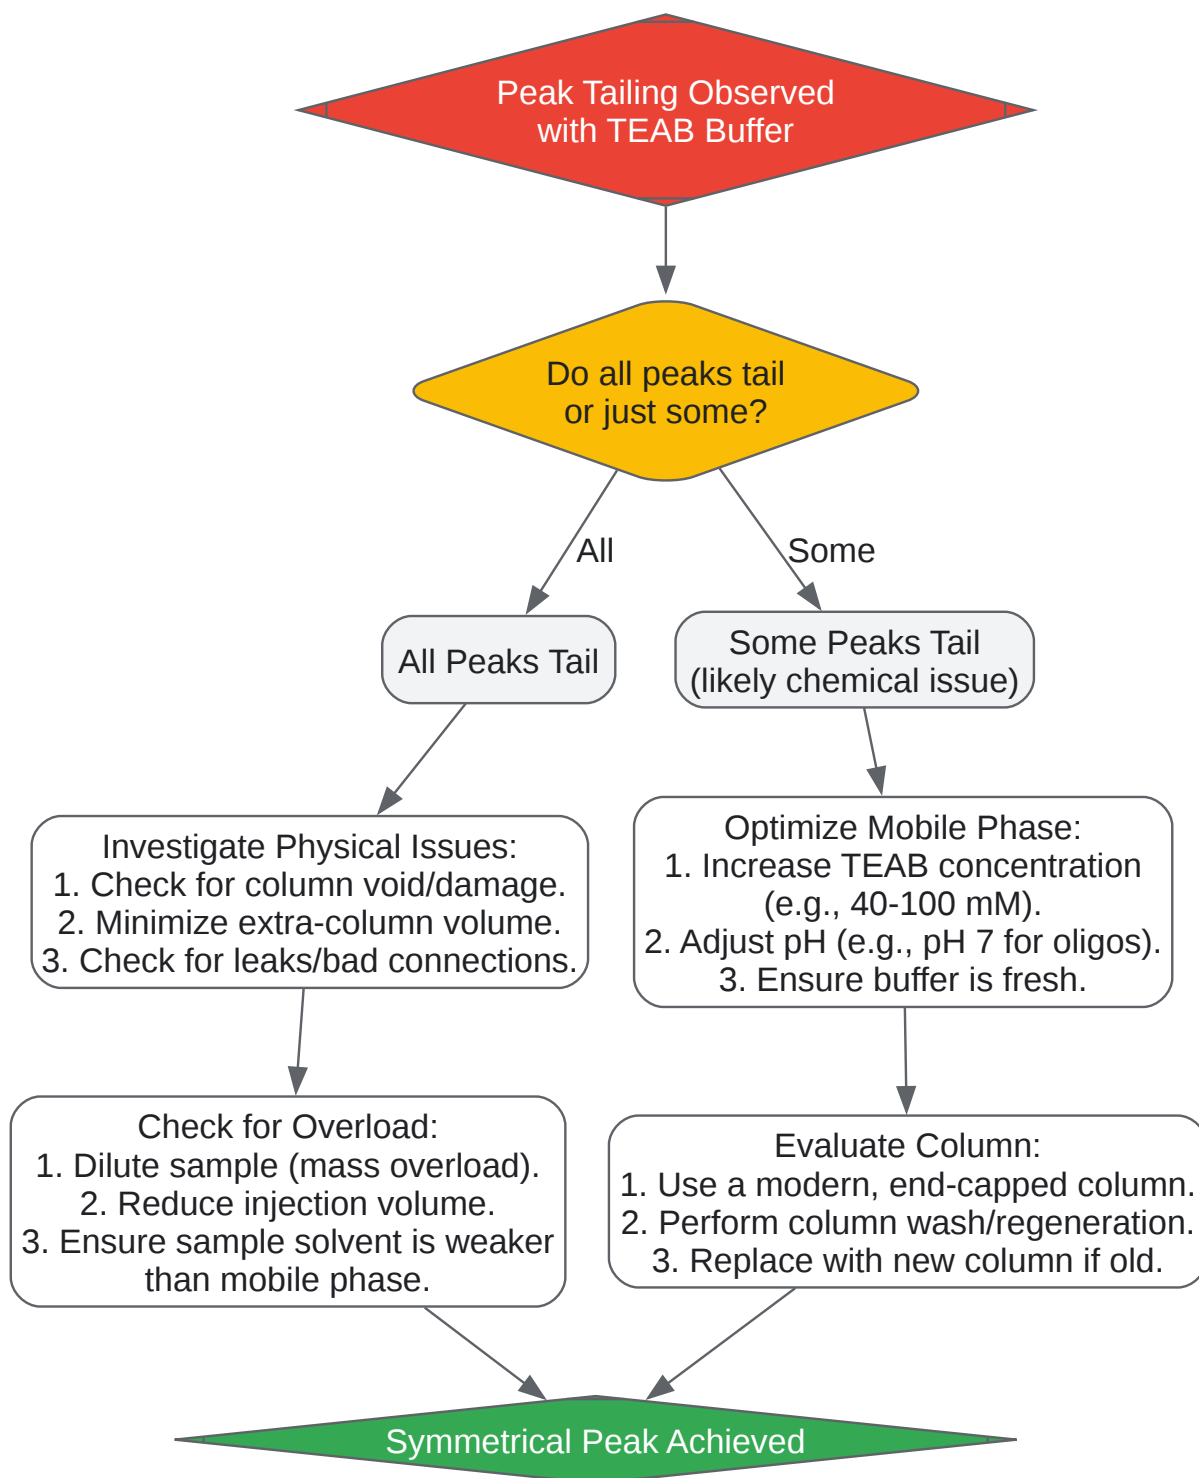 Peak Tailing Observed
with TEAB Buffer
Do all peaks tail
or just some?
All
Some
All Peaks Tail
Some Peaks Tail
(likely chemical issue)
Investigate Physical Issues:
1. Check for column void/damage.
2. Minimize extra-column volume.
3. Check for leaks/bad connections.
Optimize Mobile Phase:
1. Increase TEAB concentration
(e.g., 40-100 mM).
2. Adjust pH (e.g., pH 7 for oligos).
3. Ensure buffer is fresh.
Check for Overload:
1. Dilute sample (mass overload).
2. Reduce injection volume.
3. Ensure sample solvent is weaker
than mobile phase.
Evaluate Column:
1. Use a modern, end-capped column.
2. Perform column wash/regeneration.
3. Replace with new column if old.
Symmetrical Peak Achieved